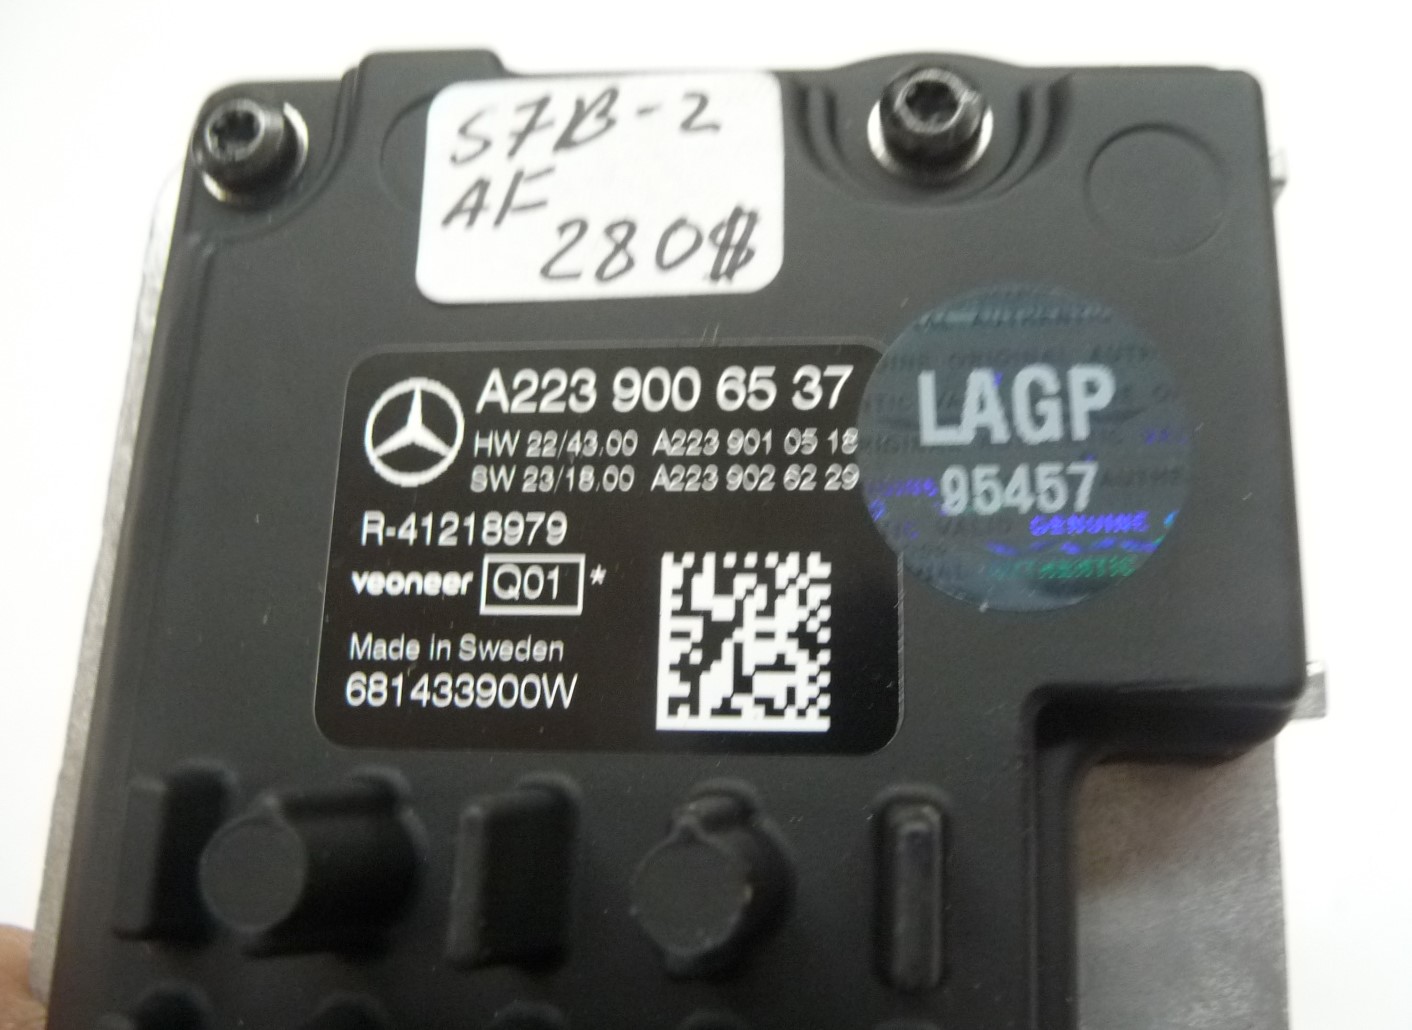 S7B-2
AF
280$
A223 900 65 37
HW 22/43.00 A223 901 05 18
SW 23/18.00 A223 902 62 29
R-41218979
veoneer Q01 *
Made in Sweden
681433900W
LAGP
95457
GENUINE